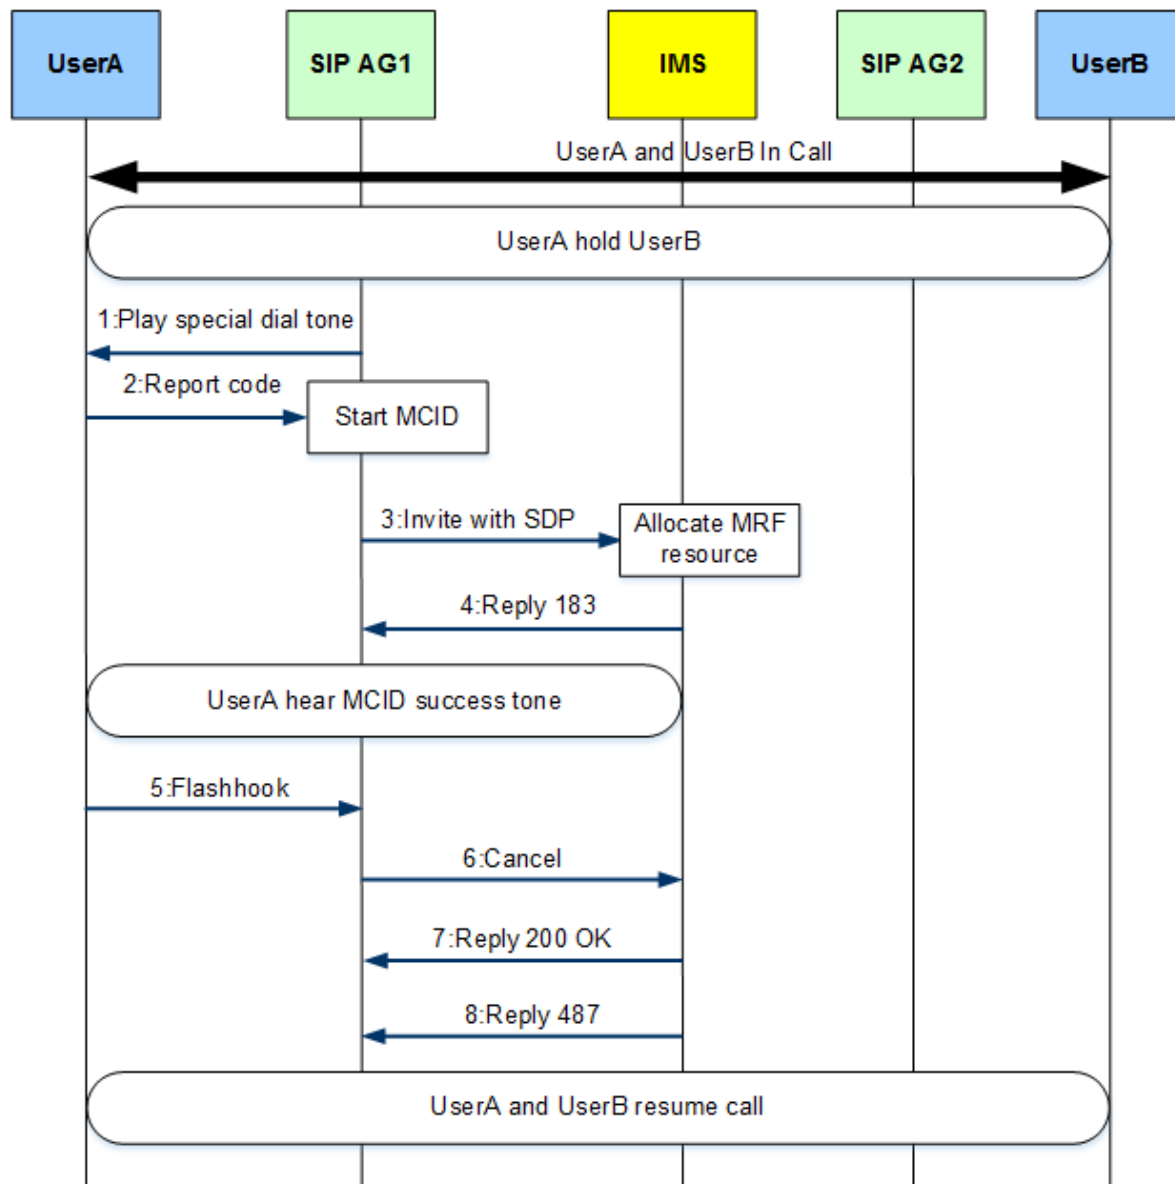 UserA
SIP AG1
IMS
SIP AG2
UserB
UserA and UserB In Call
UserA hold UserB
1:Play special dial tone
2:Report code
Start MCID
3:Invite with SDP
Allocate MRF
resource
4:Reply 183
UserA hear MCID success tone
5:Flashhook
6:Cancel
7:Reply 200 OK
8:Reply 487
UserA and UserB resume call